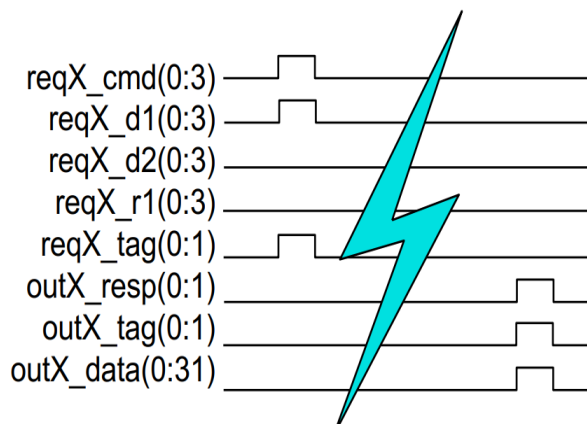 reqX_cmd(0:3)
reqX_d1(0:3)
reqX_d2(0:3)
reqX_r1(0:3)
reqX_tag(0:1)
outX_resp(0:1)
outX_tag(0:1)
outX_data(0:31)